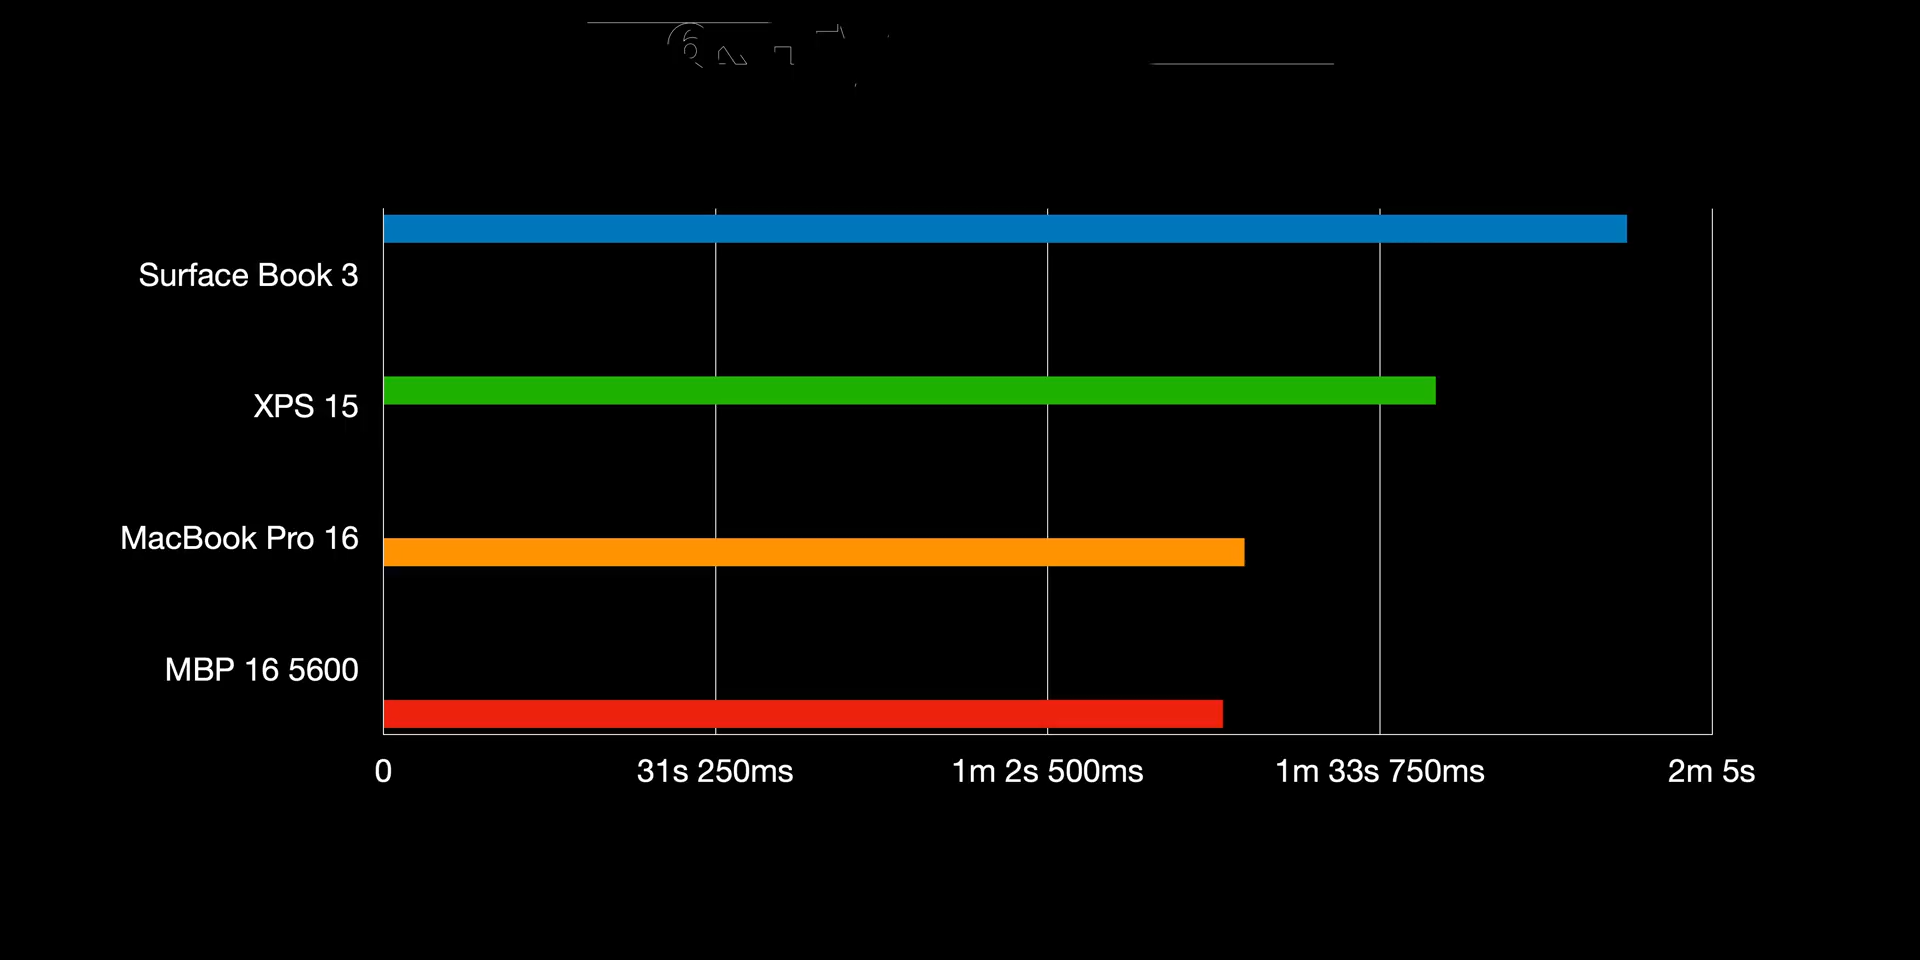 Surface Book 3
XPS 15
MacBook Pro 16
MBP 16 5600
0 31s 250ms 1m 2s 500ms 1m 33s 750ms 2m 5s